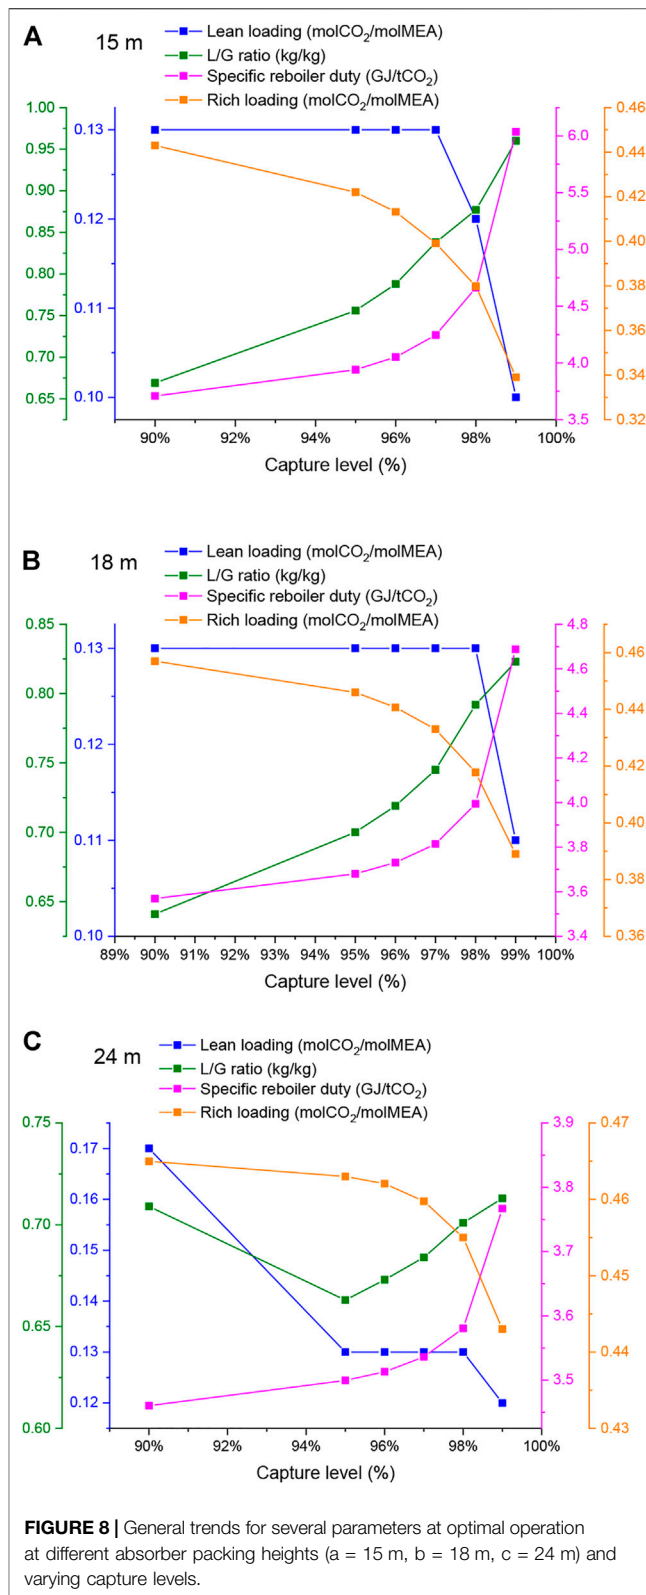 A
15 m
Lean loading (molCO₂/molMEA)
L/G ratio (kg/kg)
Specific reboiler duty (GJ/tCO₂)
Rich loading (molCO₂/molMEA)
1.00
0.95
0.90
0.85
0.80
0.75
0.70
0.65
0.13
0.12
0.11
0.10
6.0
5.5
5.0
4.5
4.0
3.5
0.46
0.44
0.42
0.40
0.38
0.36
0.34
0.32
90% 92% 94% 96% 98% 100%
Capture level (%)
B
18 m
Lean loading (molCO₂/molMEA)
L/G ratio (kg/kg)
Specific reboiler duty (GJ/tCO₂)
Rich loading (molCO₂/molMEA)
0.85
0.80
0.75
0.70
0.65
0.13
0.12
0.11
0.10
4.8
4.6
4.4
4.2
4.0
3.8
3.6
3.4
0.46
0.44
0.42
0.40
0.39
0.38
0.36
89% 90% 91% 92% 93% 94% 95% 96% 97% 98% 99% 100%
Capture level (%)
C
24 m
Lean loading (molCO₂/molMEA)
L/G ratio (kg/kg)
Specific reboiler duty (GJ/tCO₂)
Rich loading (molCO₂/molMEA)
0.75
0.70
0.65
0.60
0.17
0.16
0.15
0.14
0.13
0.12
3.9
3.8
3.7
3.6
3.5
0.47
0.46
0.45
0.44
0.43
90% 92% 94% 96% 98% 100%
Capture level (%)
FIGURE 8 | General trends for several parameters at optimal operation
at different absorber packing heights (a = 15 m, b = 18 m, c = 24 m) and
varying capture levels.